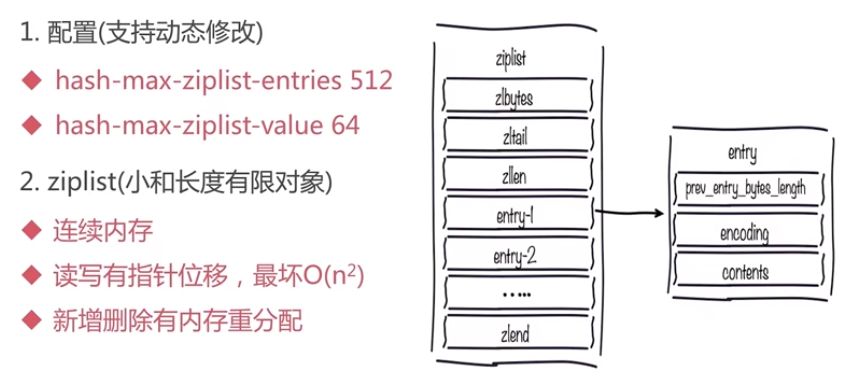 1. 配置(支持动态修改)
◆ hash-max-ziplist-entries 512
◆ hash-max-ziplist-value 64
2. ziplist(小和长度有限对象)
◆ 连续内存
◆ 读写有指针位移，最坏O(n²)
◆ 新增删除有内存重分配
ziplist
zlbytes
zltail
zllen
entry-1
entry-2
.....
zlend
entry
prev_entry_bytes_length
encoding
contents